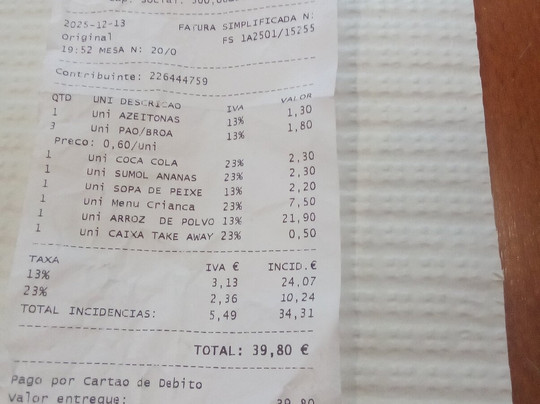 2025-12-13 FATURA SIMPLIFICADA N:
Original FS 1A2501/15255
19:52 MESA N: 20/0
Contribuinte: 226444759
QTD UNI DESCRICAO IVA VALOR
1 Uni AZEITONAS 13% 1,30
3 Uni PAO/BROA 13% 1,80
Preco: 0,60/uni
1 Uni COCA COLA 23% 2,30
1 Uni SUMOL ANANAS 23% 2,30
1 Uni SOPA DE PEIXE 13% 2,20
1 Uni Menu Crianca 23% 7,50
1 Uni ARROZ DE POLVO 13% 21,90
1 Uni CAIXA TAKE AWAY 23% 0,50
TAXA IVA € INCID.€
13% 3,13 24,07
23% 2,36 10,24
TOTAL INCIDENCIAS: 5,49 34,31
TOTAL: 39,80 €
Pago por Cartao de Debito
Valor entregue: 39,80